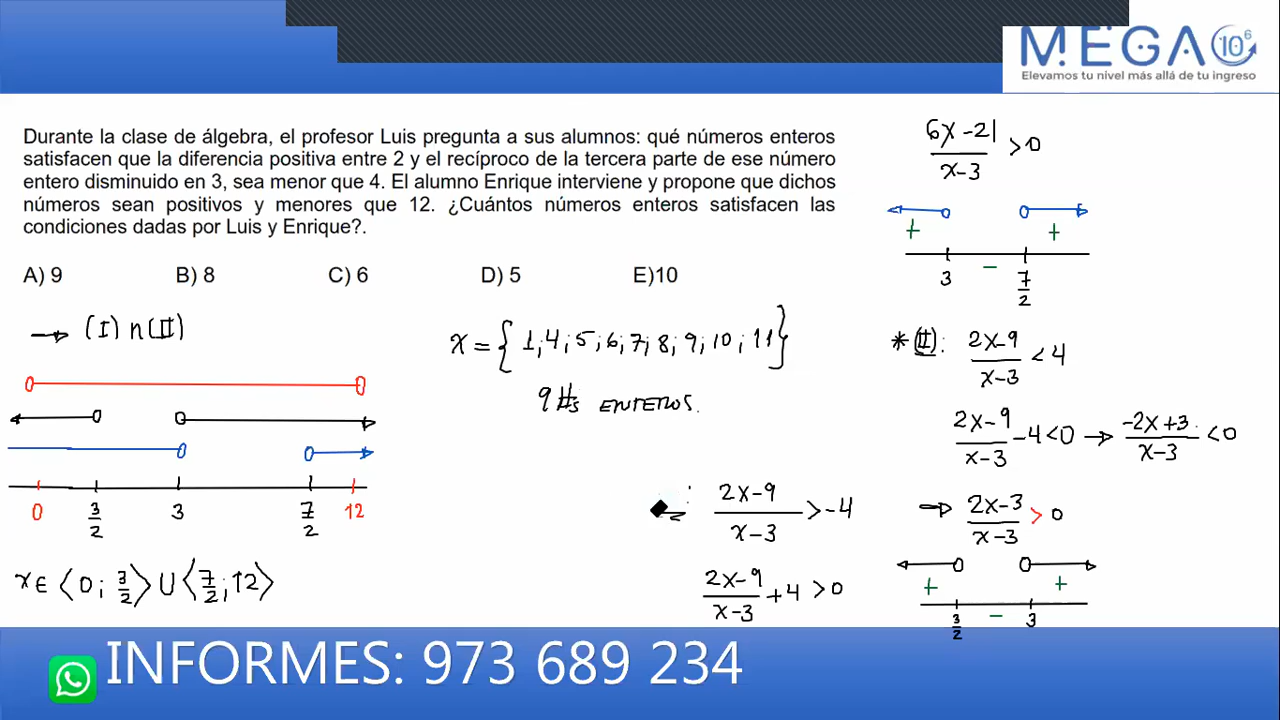 MEGA 10⁶
Elevamos tu nivel más allá de tu ingreso
Durante la clase de álgebra, el profesor Luis pregunta a sus alumnos: qué números enteros
satisfacen que la diferencia positiva entre 2 y el recíproco de la tercera parte de ese número
entero disminuido en 3, sea menor que 4. El alumno Enrique interviene y propone que dichos
números sean positivos y menores que 12. ¿Cuántos números enteros satisfacen las
condiciones dadas por Luis y Enrique?.
A) 9 B) 8 C) 6 D) 5 E)10
→ (I) ∩ (II)
0 3/2 3 7/2 12
x ∈ ⟨0; 3/2⟩ U ⟨7/2; 12⟩
x = {1; 4; 5; 6; 7; 8; 9; 10; 11}
9 #s ENTEROS.
: (2x-9)/(x-3) > -4
(2x-9)/(x-3) + 4 > 0
(6x-21)/(x-3) > 0
+ - +
3 7/2
* (II): (2x-9)/(x-3) < 4
(2x-9)/(x-3) - 4 < 0 → (-2x+3)/(x-3) < 0
⇒ (2x-3)/(x-3) > 0
+ - +
3/2 3
INFORMES: 973 689 234